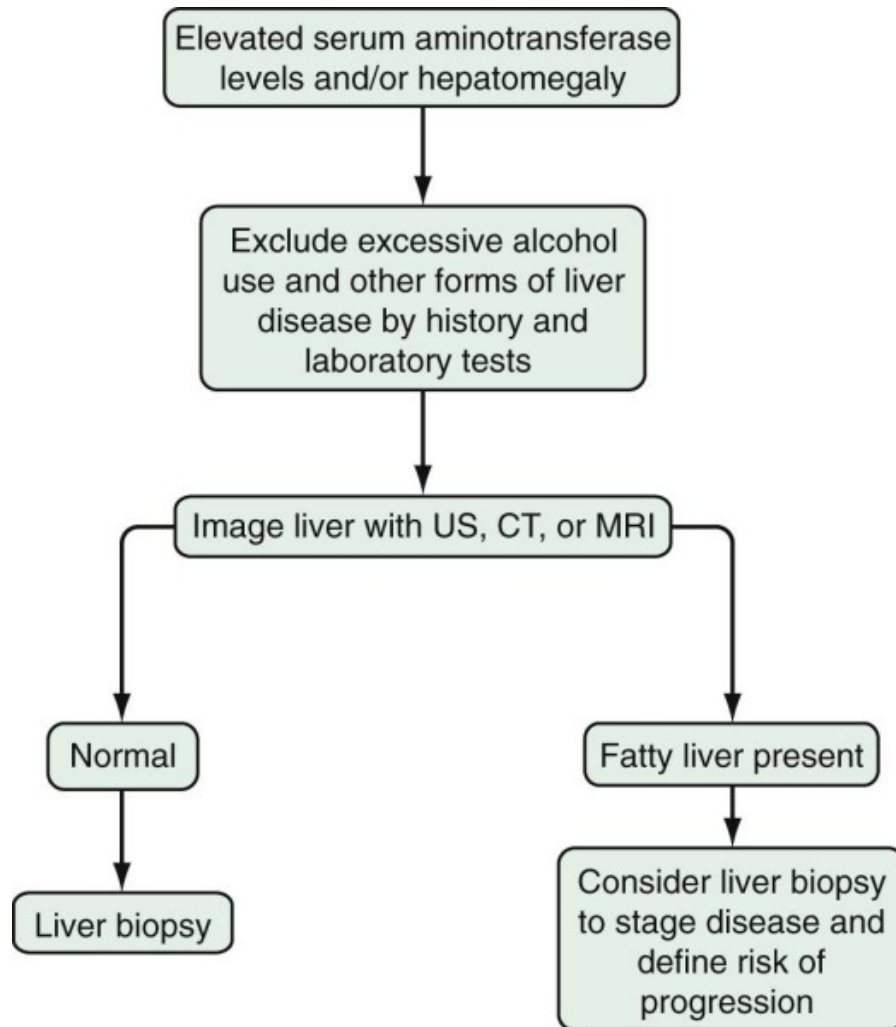 Elevated serum aminotransferase
levels and/or hepatomegaly
Exclude excessive alcohol
use and other forms of liver
disease by history and
laboratory tests
Image liver with US, CT, or MRI
Normal
Fatty liver present
Liver biopsy
Consider liver biopsy
to stage disease and
define risk of
progression